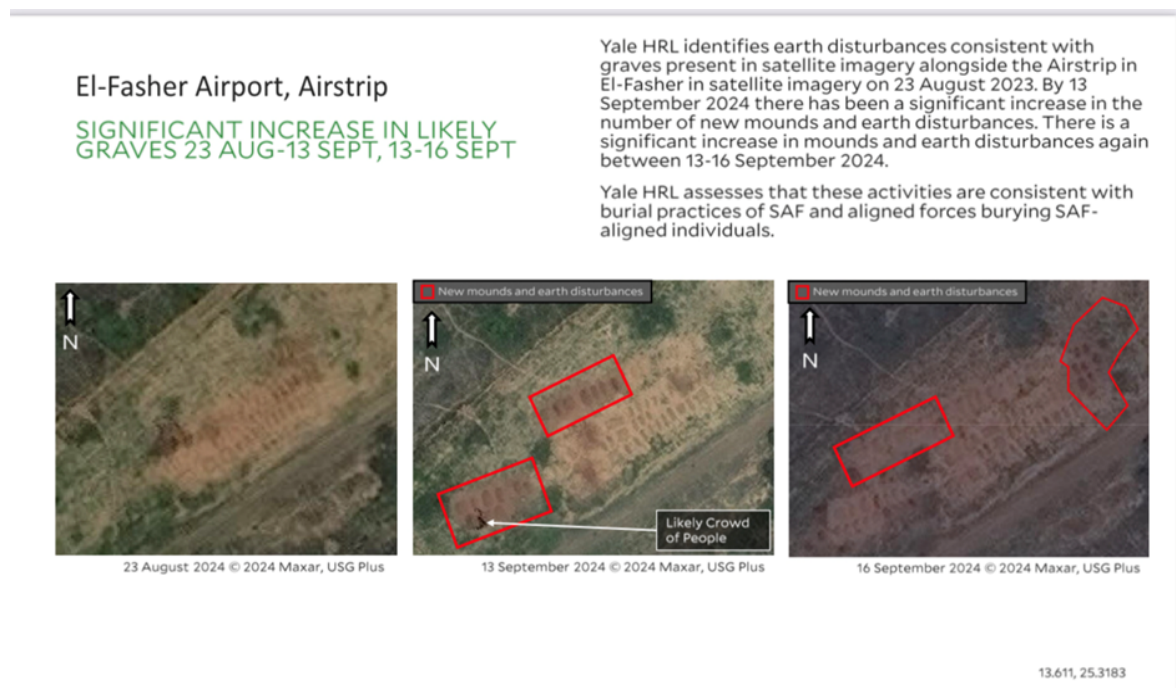 El-Fasher Airport, Airstrip
SIGNIFICANT INCREASE IN LIKELY
GRAVES 23 AUG-13 SEPT, 13-16 SEPT
Yale HRL identifies earth disturbances consistent with
graves present in satellite imagery alongside the Airstrip in
El-Fasher in satellite imagery on 23 August 2023. By 13
September 2024 there has been a significant increase in the
number of new mounds and earth disturbances. There is a
significant increase in mounds and earth disturbances again
between 13-16 September 2024.
Yale HRL assesses that these activities are consistent with
burial practices of SAF and aligned forces burying SAF-
aligned individuals.
N
New mounds and earth disturbances
N
Likely Crowd
of People
New mounds and earth disturbances
N
23 August 2024 © 2024 Maxar, USG Plus
13 September 2024 © 2024 Maxar, USG Plus
16 September 2024 © 2024 Maxar, USG Plus
13.611, 25.3183